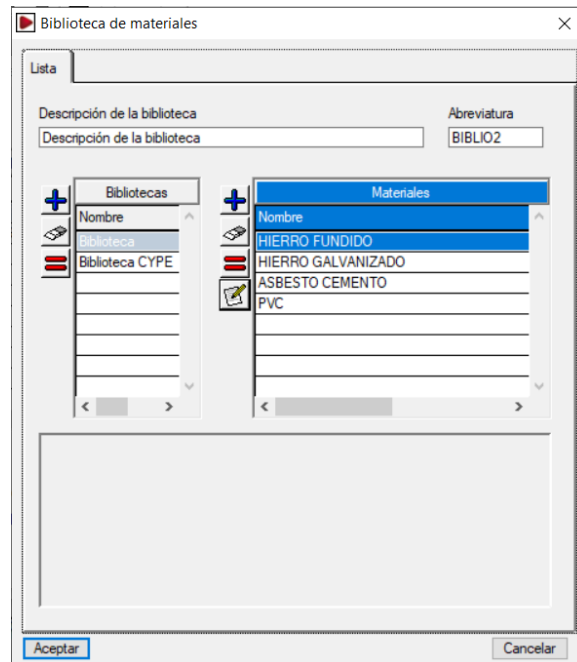 Biblioteca de materiales
Lista
Descripción de la biblioteca
Abreviatura
Descripción de la biblioteca
BIBLIO2
Bibliotecas
Materiales
Nombre
Nombre
Biblioteca
HIERRO FUNDIDO
Biblioteca CYPE
HIERRO GALVANIZADO
ASBESTO CEMENTO
PVC
Aceptar
Cancelar